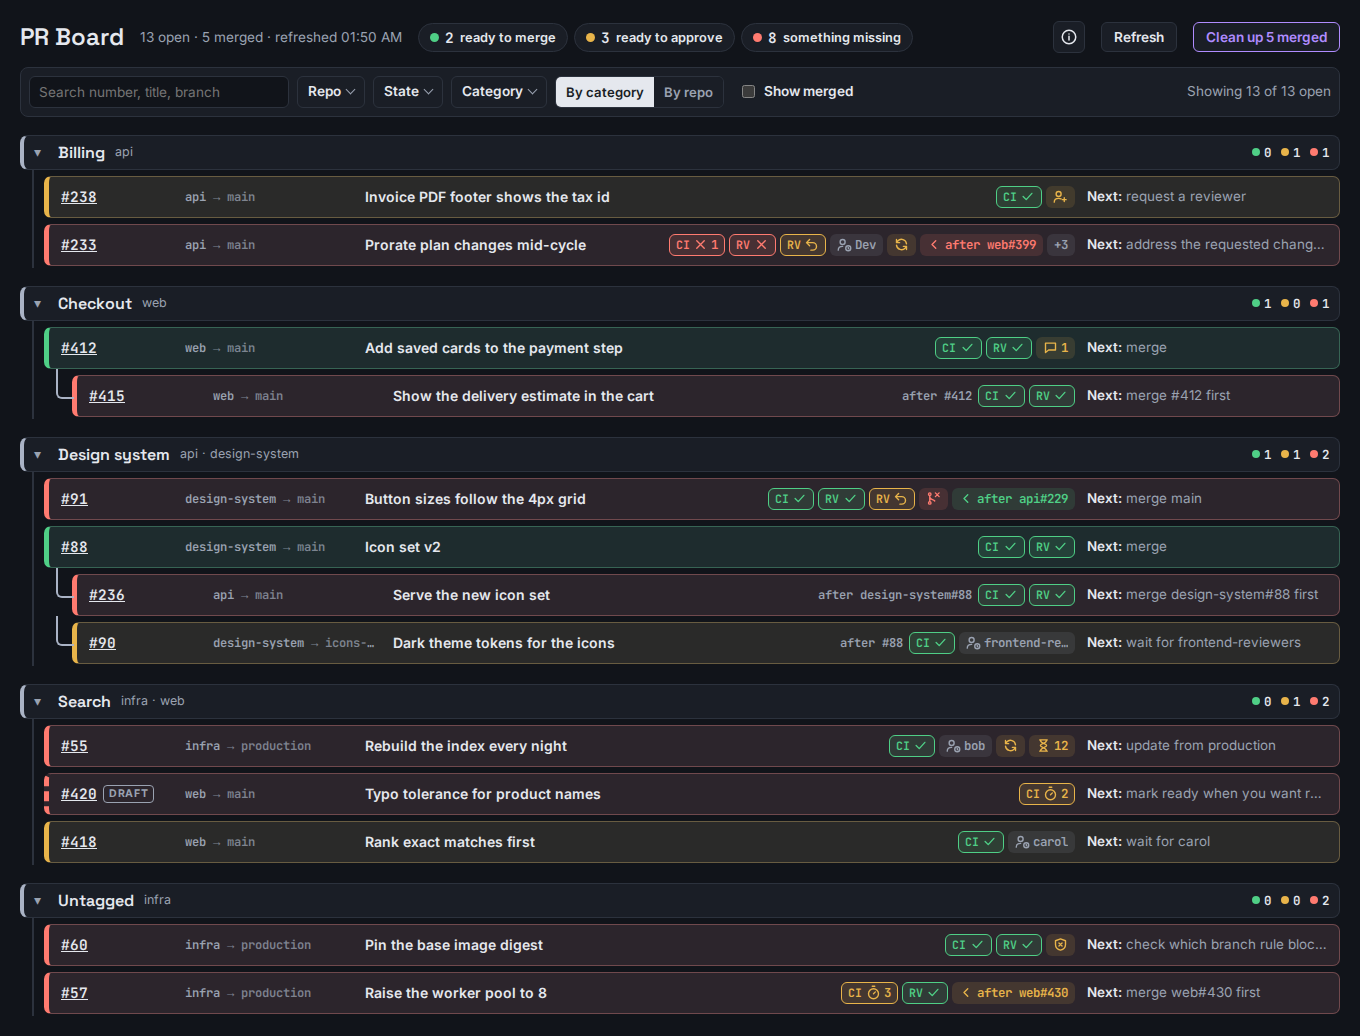 PR Board 13 open · 5 merged · refreshed 01:50 AM 2 ready to merge 3 ready to approve 8 something missing Refresh Clean up 5 merged
Search number, title, branch Repo State Category By category By repo Show merged Showing 13 of 13 open
Billing api 0 1 1
#238 api → main Invoice PDF footer shows the tax id CI Next: request a reviewer
#233 api → main Prorate plan changes mid-cycle CI 1 RV RV Dev after web#399 +3 Next: address the requested chang...
Checkout web 1 0 1
#412 web → main Add saved cards to the payment step CI RV 1 Next: merge
#415 web → main Show the delivery estimate in the cart after #412 CI RV Next: merge #412 first
Design system api · design-system 1 1 2
#91 design-system → main Button sizes follow the 4px grid CI RV RV after api#229 Next: merge main
#88 design-system → main Icon set v2 CI RV Next: merge
#236 api → main Serve the new icon set after design-system#88 CI RV Next: merge design-system#88 first
#90 design-system → icons-… Dark theme tokens for the icons after #88 CI frontend-re… Next: wait for frontend-reviewers
Search infra · web 0 1 2
#55 infra → production Rebuild the index every night CI bob 12 Next: update from production
#420 DRAFT web → main Typo tolerance for product names CI 2 Next: mark ready when you want r...
#418 web → main Rank exact matches first CI carol Next: wait for carol
Untagged infra 0 0 2
#60 infra → production Pin the base image digest CI RV Next: check which branch rule bloc...
#57 infra → production Raise the worker pool to 8 CI 3 RV after web#430 Next: merge web#430 first